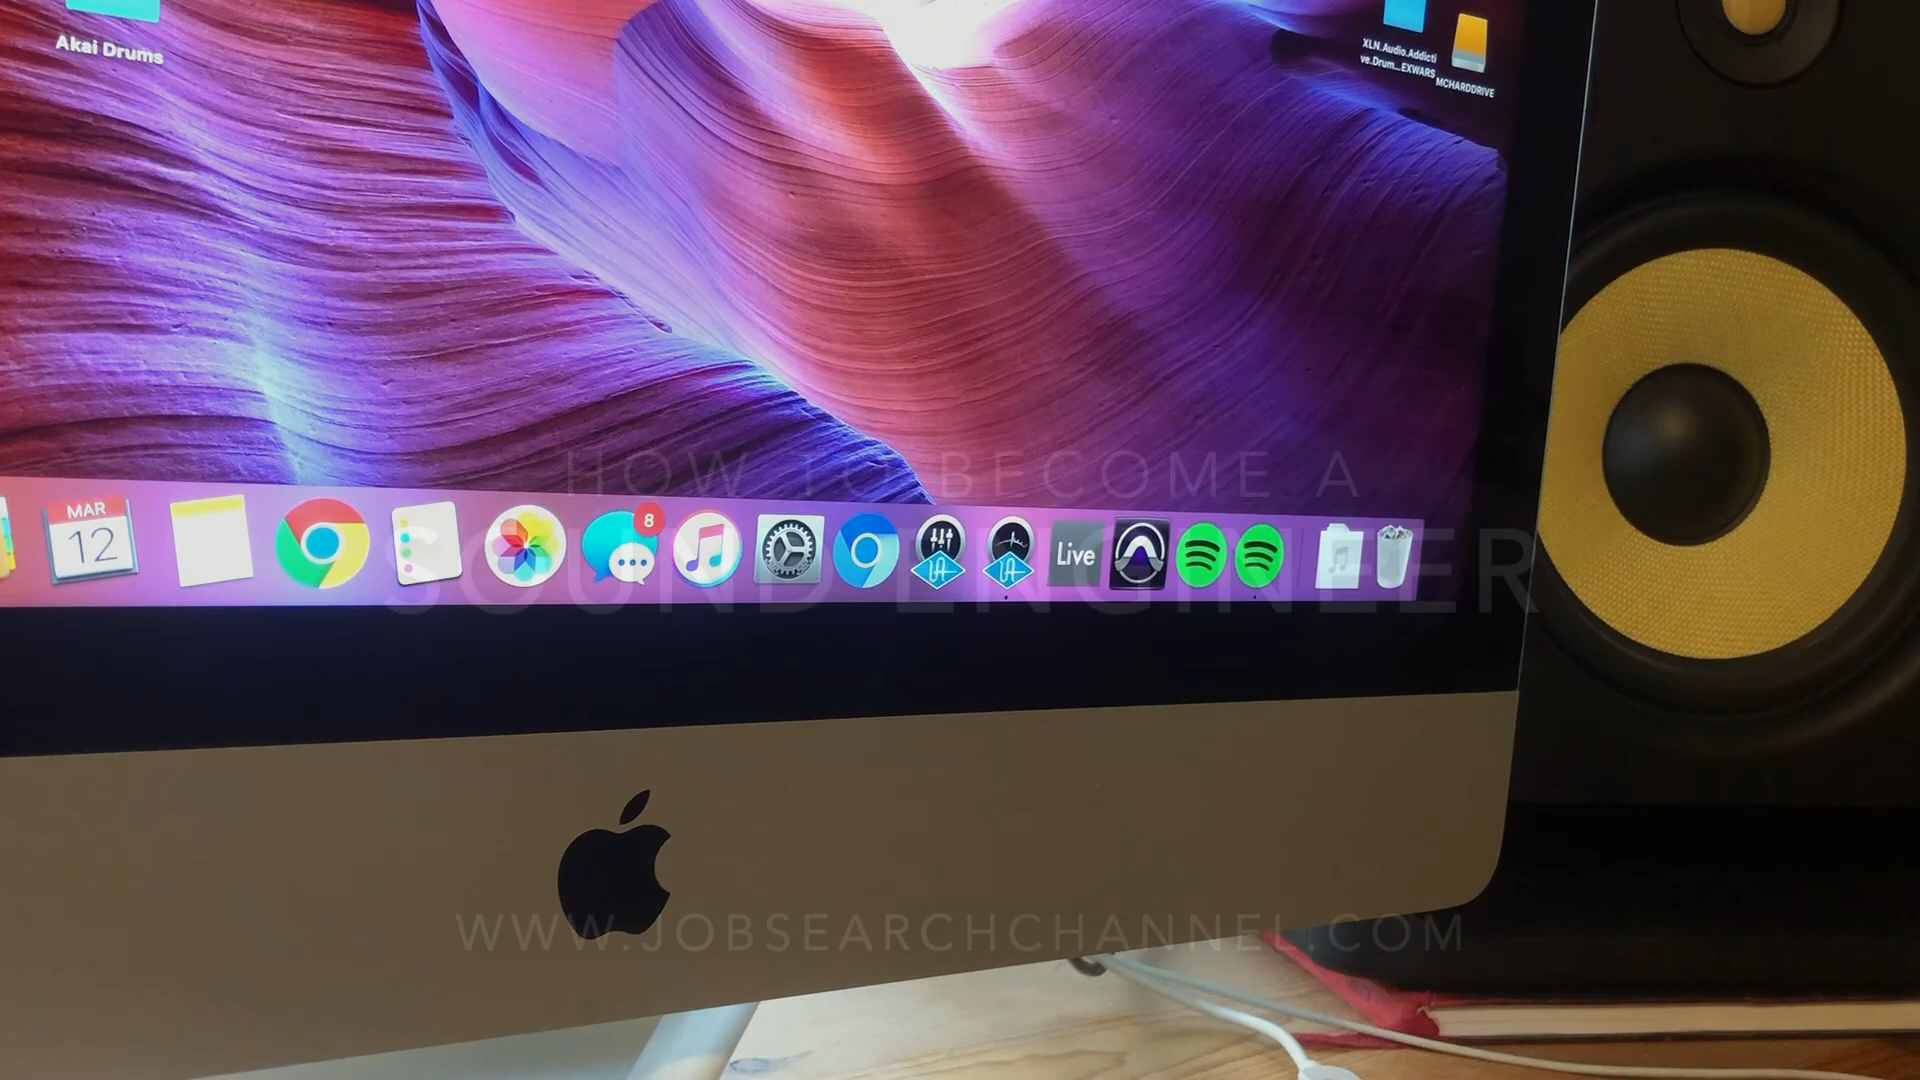 Akai Drums
XLN.Audio.Addicti
ve.Drum...EXWARS
MCHARDDRIVE
HOW TO BECOME A
MAR
12
8
Live
SOUND ENGINEER
WWW.JOBSEARCHCHANNEL.COM